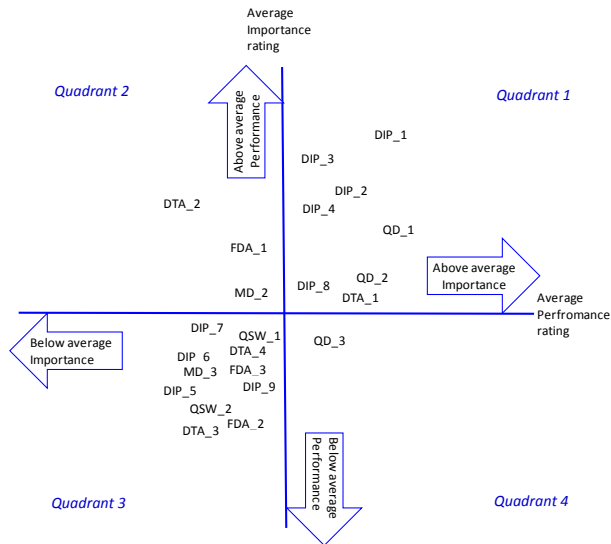 Average
Importance
rating
Quadrant 2
Quadrant 1
Above average
Performance
DIP_1
DIP_3
DIP_2
DTA_2
DIP_4
QD_1
FDA_1
Above average
Importance
QD_2
DIP_8
MD_2
DTA_1
Average
Perfromance
rating
DIP_7
QSW_1
QD_3
Below average
Importance
DTA_4
DIP_6
MD_3
FDA_3
DIP_5
DIP_9
QSW_2
FDA_2
DTA_3
Below average
Performance
Quadrant 3
Quadrant 4